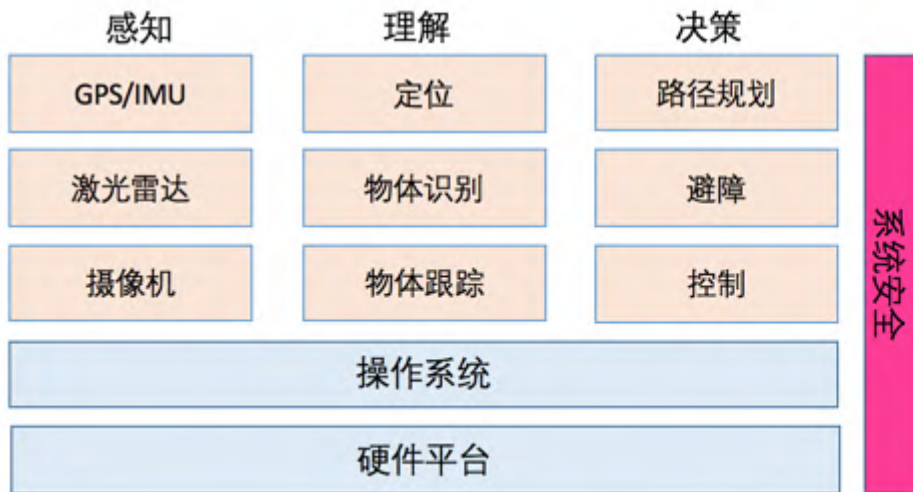 感知 理解 决策
GPS/IMU 定位 路径规划
激光雷达 物体识别 避障
摄像机 物体跟踪 控制
操作系统
硬件平台
系统安全